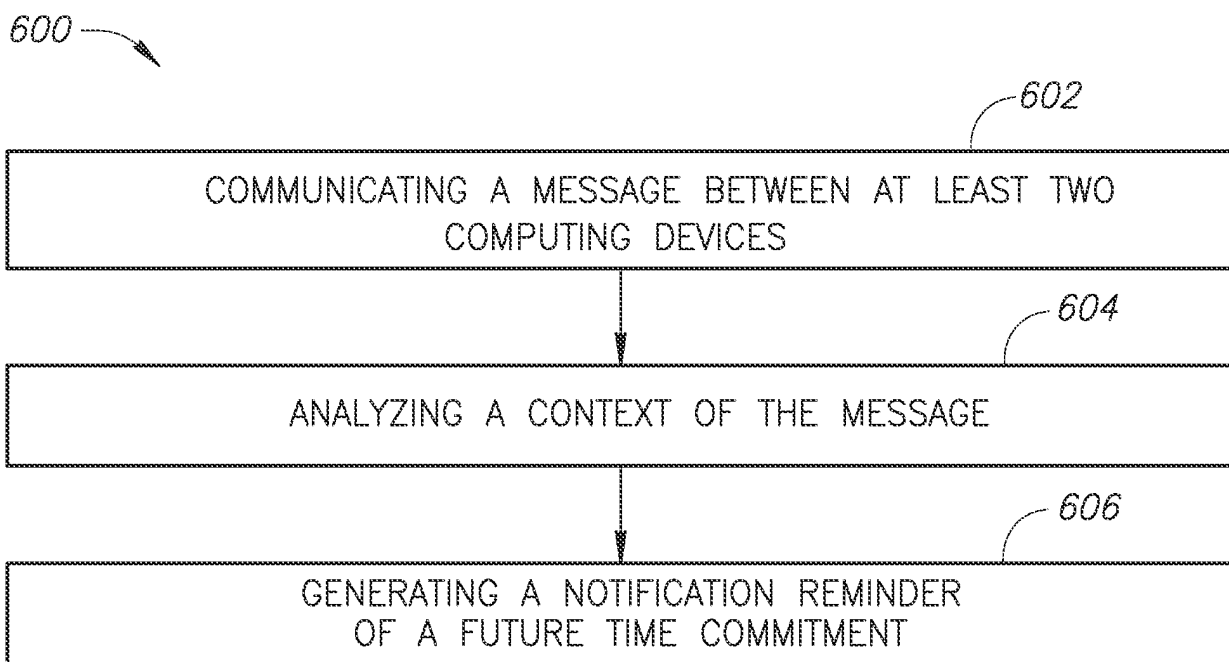 600
602
COMMUNICATING A MESSAGE BETWEEN AT LEAST TWO
COMPUTING DEVICES
604
ANALYZING A CONTEXT OF THE MESSAGE
606
GENERATING A NOTIFICATION REMINDER
OF A FUTURE TIME COMMITMENT